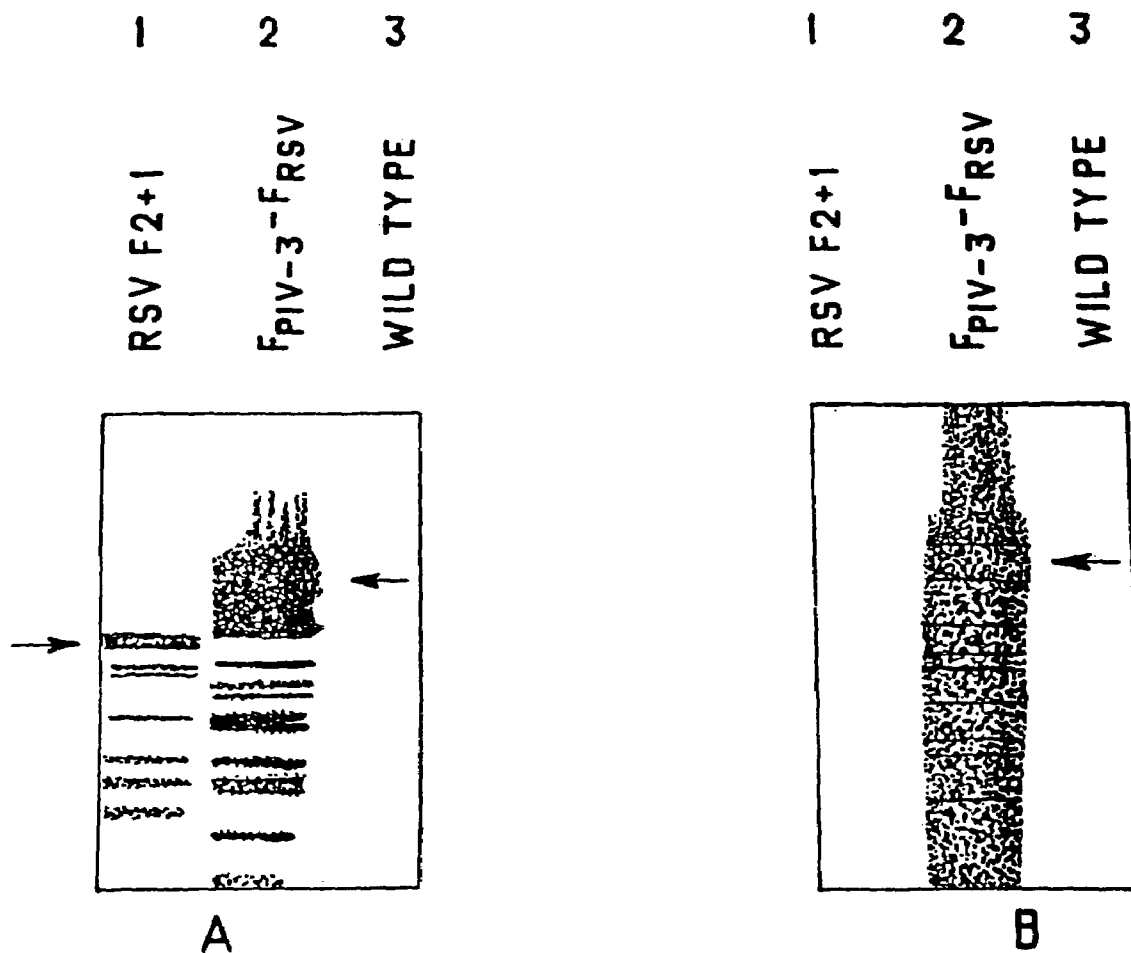 1 2 3
RSV F2+1
FPIV-3-FRSV
WILD TYPE
A
1 2 3
RSV F2+1
FPIV-3-FRSV
WILD TYPE
B